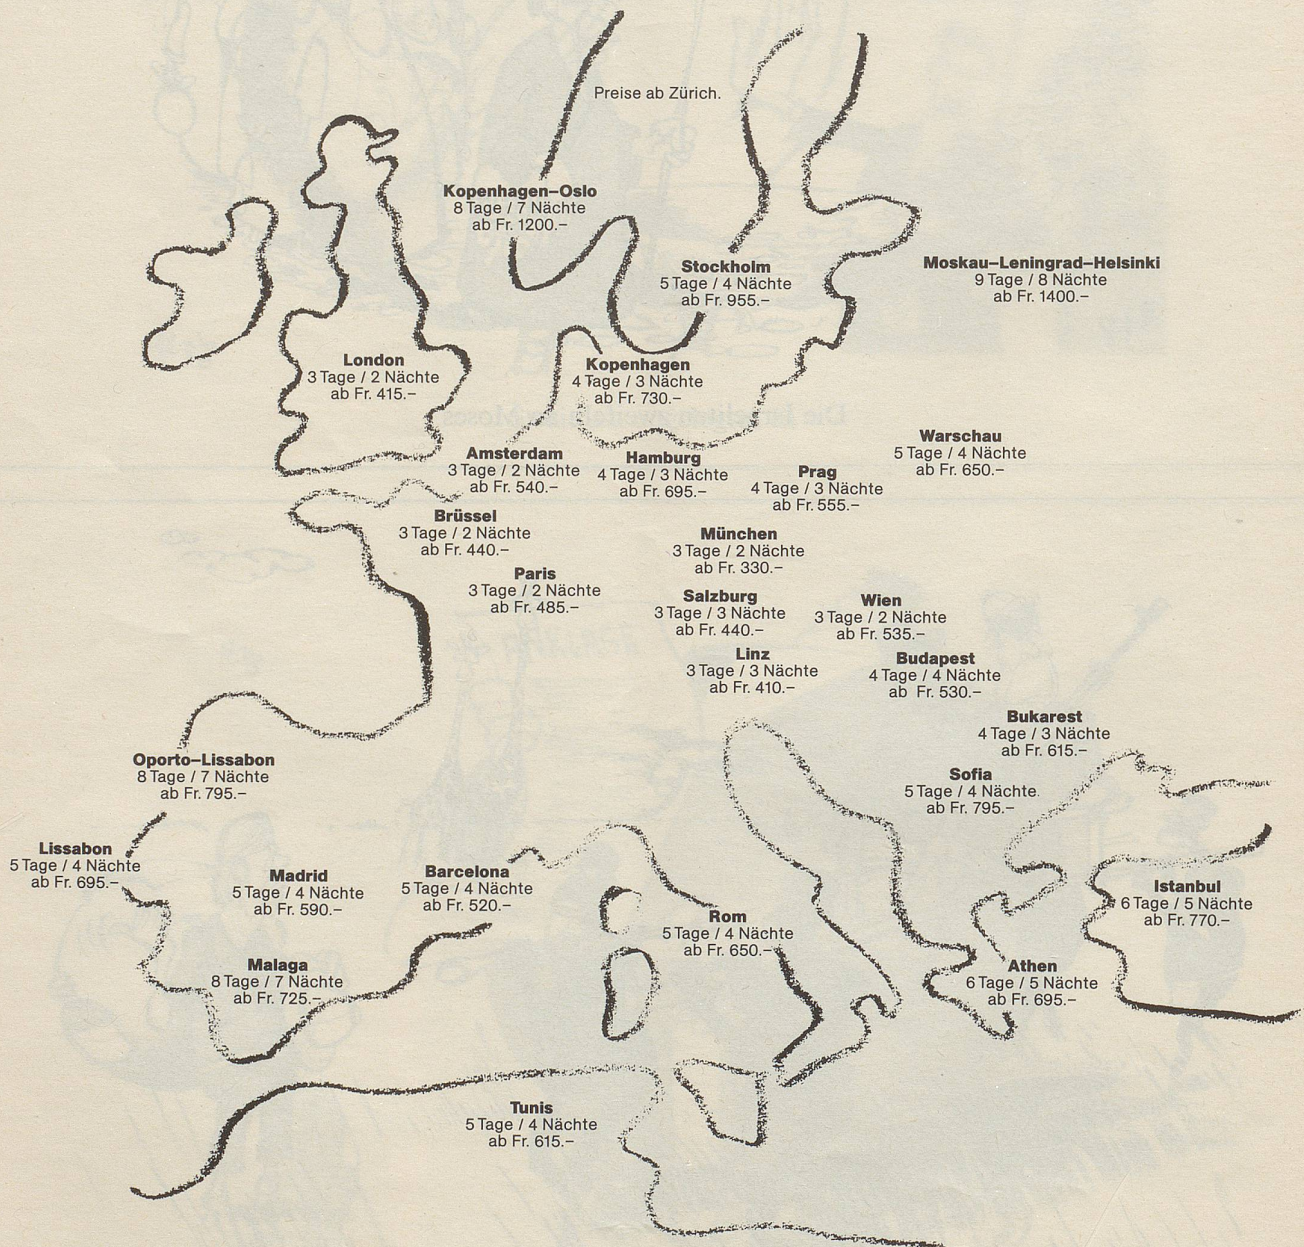 Preise ab Zürich.
Kopenhagen–Oslo
8 Tage / 7 Nächte
ab Fr. 1200.–
Stockholm
5 Tage / 4 Nächte
ab Fr. 955.–
Moskau–Leningrad–Helsinki
9 Tage / 8 Nächte
ab Fr. 1400.–
London
3 Tage / 2 Nächte
ab Fr. 415.–
Kopenhagen
4 Tage / 3 Nächte
ab Fr. 730.–
Amsterdam
3 Tage / 2 Nächte
ab Fr. 540.–
Hamburg
4 Tage / 3 Nächte
ab Fr. 695.–
Prag
4 Tage / 3 Nächte
ab Fr. 555.–
Warschau
5 Tage / 4 Nächte
ab Fr. 650.–
Brüssel
3 Tage / 2 Nächte
ab Fr. 440.–
München
3 Tage / 2 Nächte
ab Fr. 330.–
Paris
3 Tage / 2 Nächte
ab Fr. 485.–
Salzburg
3 Tage / 3 Nächte
ab Fr. 440.–
Wien
3 Tage / 2 Nächte
ab Fr. 535.–
Linz
3 Tage / 3 Nächte
ab Fr. 410.–
Budapest
4 Tage / 4 Nächte
ab Fr. 530.–
Bukarest
4 Tage / 3 Nächte
ab Fr. 615.–
Oporto–Lissabon
8 Tage / 7 Nächte
ab Fr. 795.–
Sofia
5 Tage / 4 Nächte
ab Fr. 795.–
Lissabon
5 Tage / 4 Nächte
ab Fr. 695.–
Madrid
5 Tage / 4 Nächte
ab Fr. 590.–
Barcelona
5 Tage / 4 Nächte
ab Fr. 520.–
Istanbul
6 Tage / 5 Nächte
ab Fr. 770.–
Rom
5 Tage / 4 Nächte
ab Fr. 650.–
Malaga
8 Tage / 7 Nächte
ab Fr. 725.–
Athen
6 Tage / 5 Nächte
ab Fr. 695.–
Tunis
5 Tage / 4 Nächte
ab Fr. 615.–